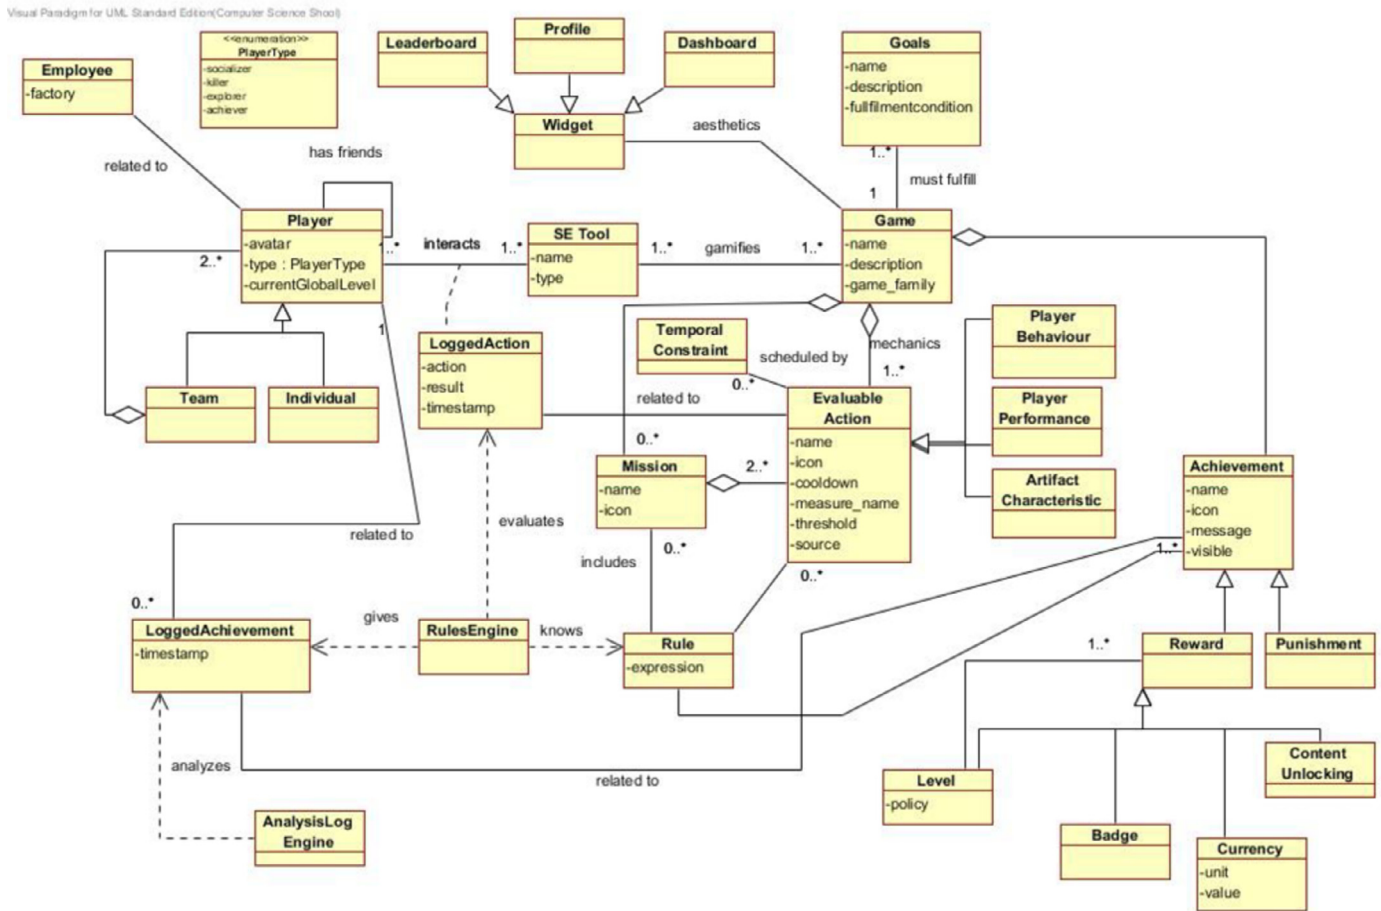 Visual Paradigm for UML Standard Edition(Computer Science Shool)
Employee
-factory
<<enumeration>>
PlayerType
-socializer
-killer
-explorer
-achiever
Leaderboard
Profile
Dashboard
Widget
Goals
-name
-description
-fullfilmentcondition
aesthetics
related to
has friends
1..*
must fulfill
1
Player
-avatar
-type : PlayerType
-currentGlobalLevel
2..*
1..*
interacts
1..*
SE Tool
-name
-type
1..*
gamifies
1..*
Game
-name
-description
-game_family
1
Team
Individual
LoggedAction
-action
-result
-timestamp
Temporal
Constraint
scheduled by
0..*
mechanics
1..*
Player
Behaviour
Player
Performance
Artifact
Characteristic
related to
Evaluable
Action
-name
-icon
-cooldown
-measure_name
-threshold
-source
0..*
Mission
-name
-icon
2..*
Achievement
-name
-icon
-message
-visible
1..*
evaluates
related to
0..*
includes
0..*
0..*
LoggedAchievement
-timestamp
gives
RulesEngine
knows
Rule
-expression
1..*
Reward
Punishment
analyzes
related to
AnalysisLog
Engine
Level
-policy
Badge
Currency
-unit
-value
Content
Unlocking